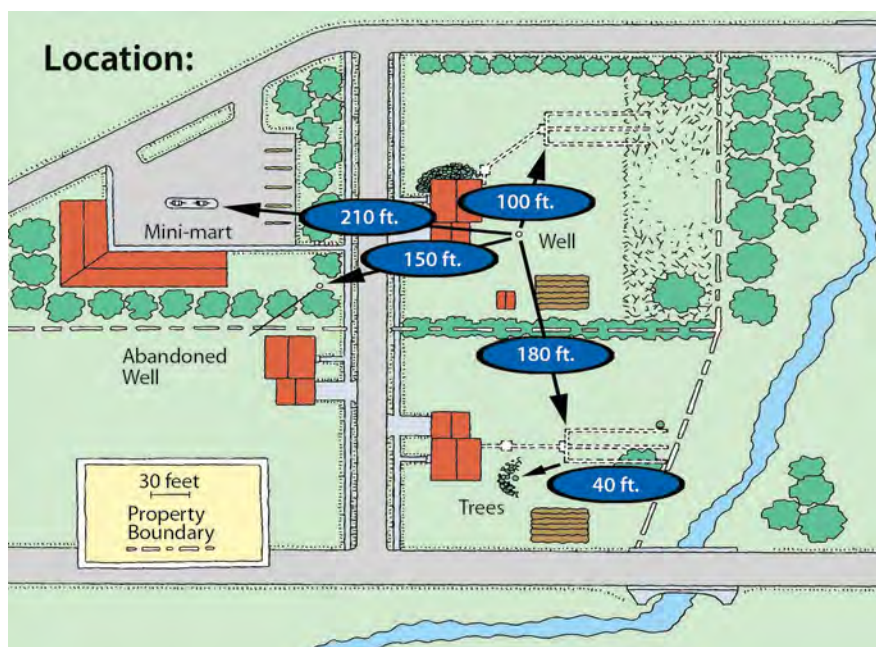 Location:
100 ft.
210 ft.
Mini-mart
Well
150 ft.
180 ft.
Abandoned
Well
40 ft.
30 feet
Trees
Property
Boundary